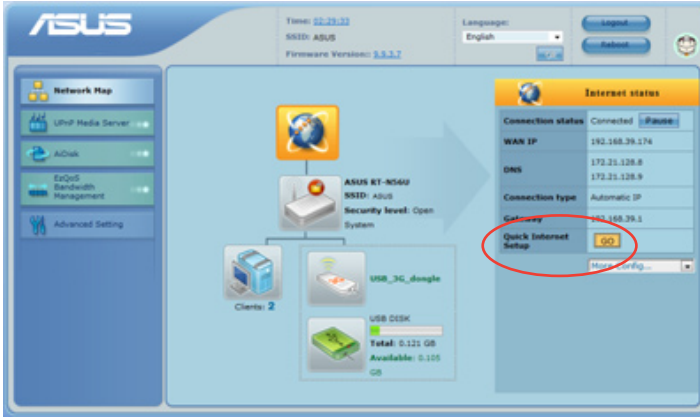 ASUS
Time: 02:29:33
SSID: ASUS
Firmware Version: 9.9.3.7
Language:
English
Logout
Reboot
Network Map
UPnP Media Server
AiDisk
EzQoS
Bandwidth
Management
Advanced Setting
ASUS RT-N56U
SSID: ASUS
Security level: Open
System
Clients: 2
USB_3G_dongle
USB DISK
Total: 0.121 GB
Available: 0.105
GB
Internet status
Connection status Connected Pause
WAN IP 192.168.39.174
DNS 172.21.128.8
172.21.128.9
Connection type Automatic IP
Gateway 192.168.39.1
Quick Internet
Setup GO
More Config...